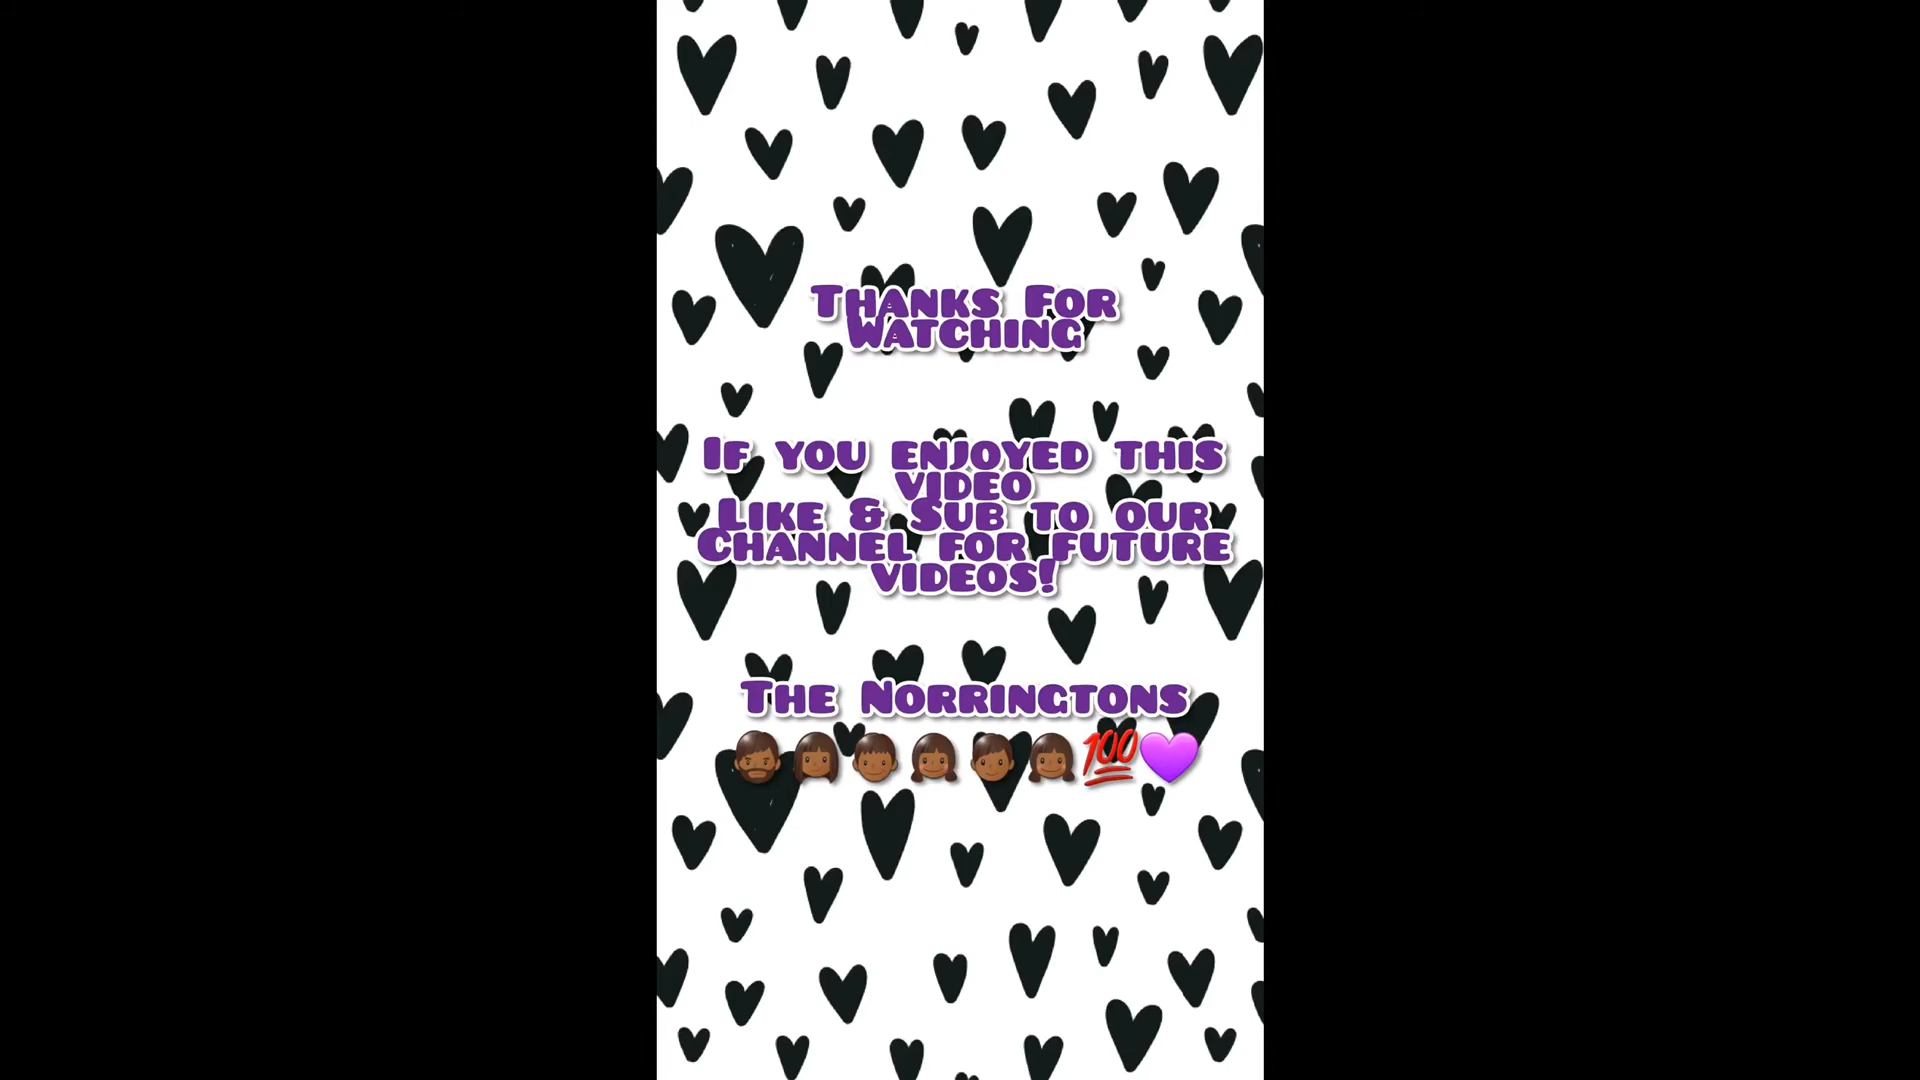 Thanks For
Watching
If you enjoyed this
video
Like & Sub to our
Channel for future
videos!
The Norringtons
🧔🏾👩🏾👦🏾👧🏾👦🏾👧🏾💯💜